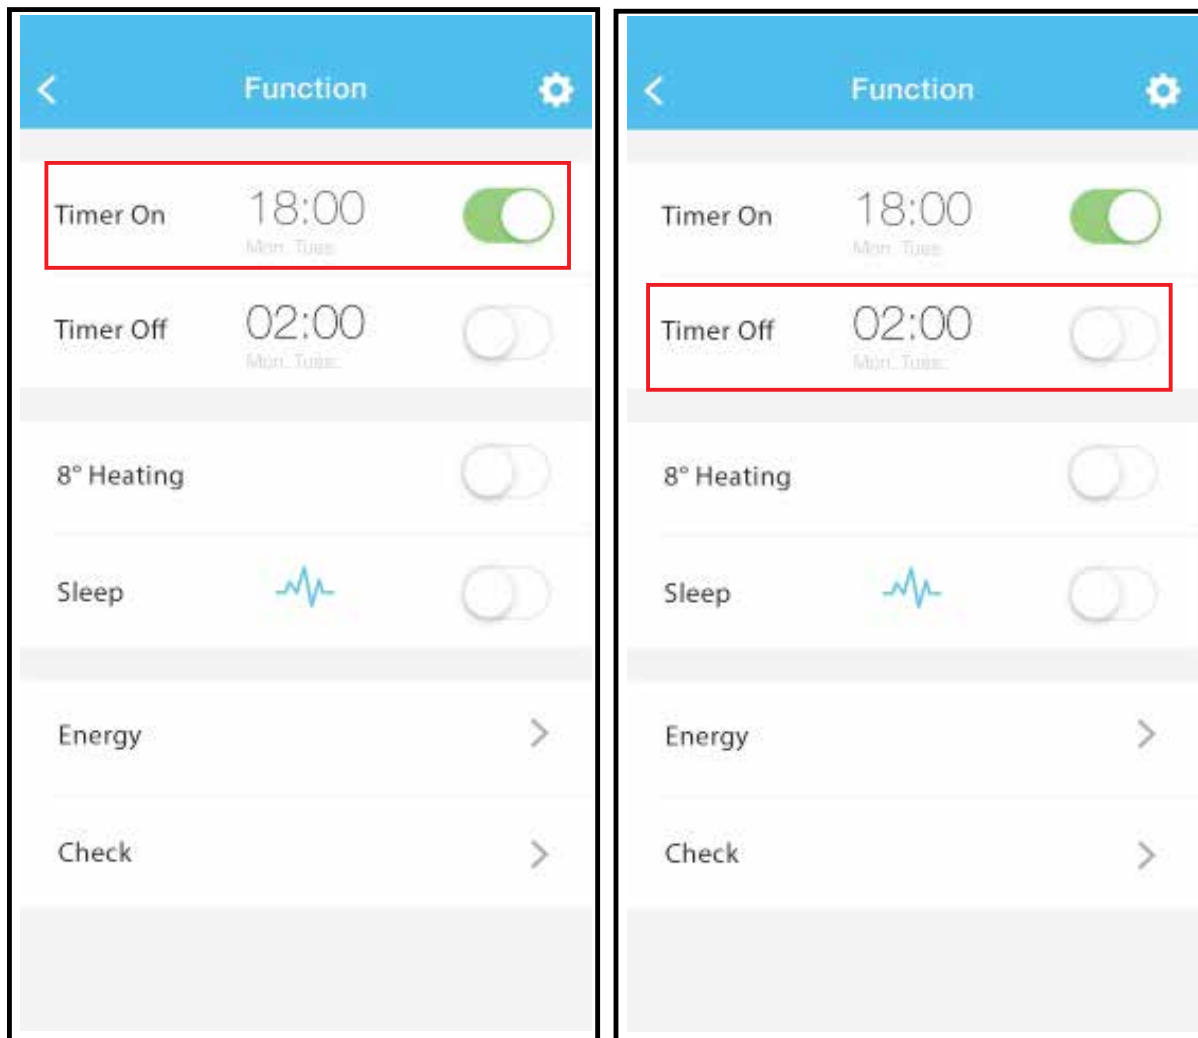 Function
Timer On 18:00
Mon. Tues.
Timer Off 02:00
Mon. Tues.
8° Heating
Sleep
Energy
Check
Function
Timer On 18:00
Mon. Tues.
Timer Off 02:00
Mon. Tues.
8° Heating
Sleep
Energy
Check